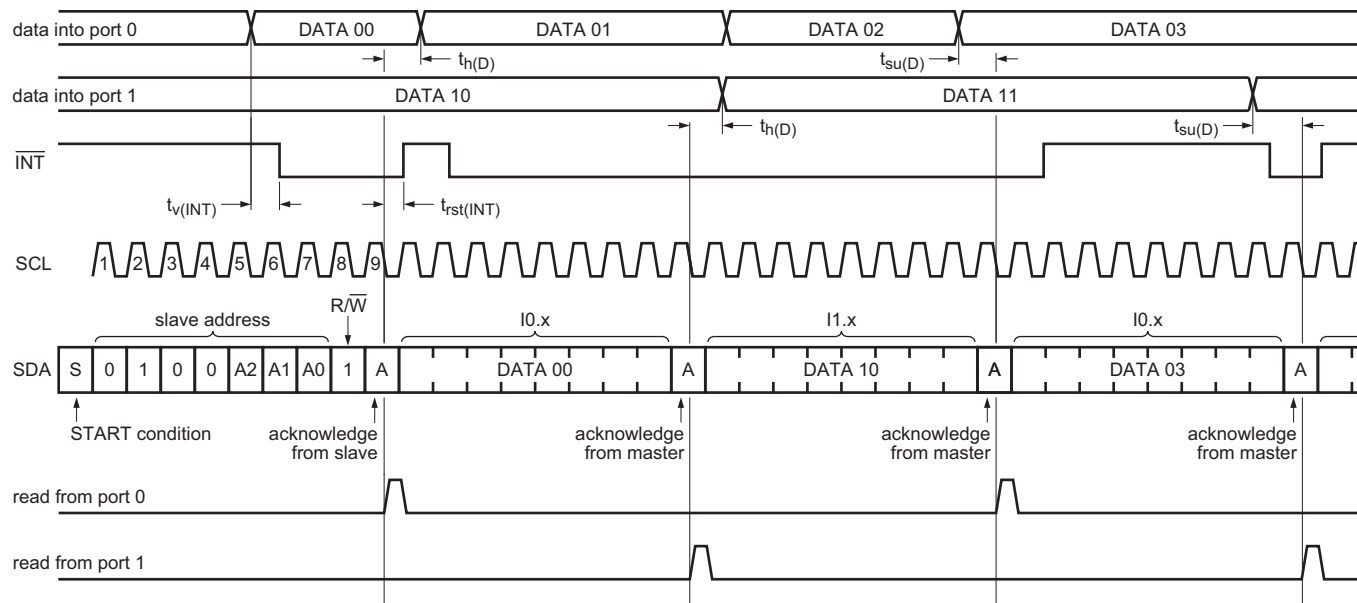 data into port 0
DATA 00
DATA 01
DATA 02
DATA 03
th(D)
tsu(D)
data into port 1
DATA 10
DATA 11
th(D)
tsu(D)
INT
tv(INT)
trst(INT)
SCL
1 2 3 4 5 6 7 8 9
R/W
slave address
I0.x
I1.x
I0.x
SDA
S 0 1 0 0 A2 A1 A0 1 A DATA 00 A DATA 10 A DATA 03 A
START condition
acknowledge
from slave
acknowledge
from master
acknowledge
from master
acknowledge
from master
read from port 0
read from port 1